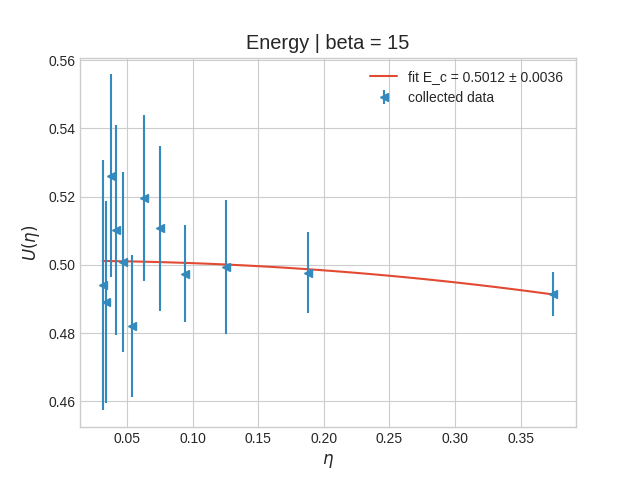 Energy | beta = 15
fit E_c = 0.5012 ± 0.0036
collected data
U(η)
0.56
0.54
0.52
0.50
0.48
0.46
0.05 0.10 0.15 0.20 0.25 0.30 0.35
η